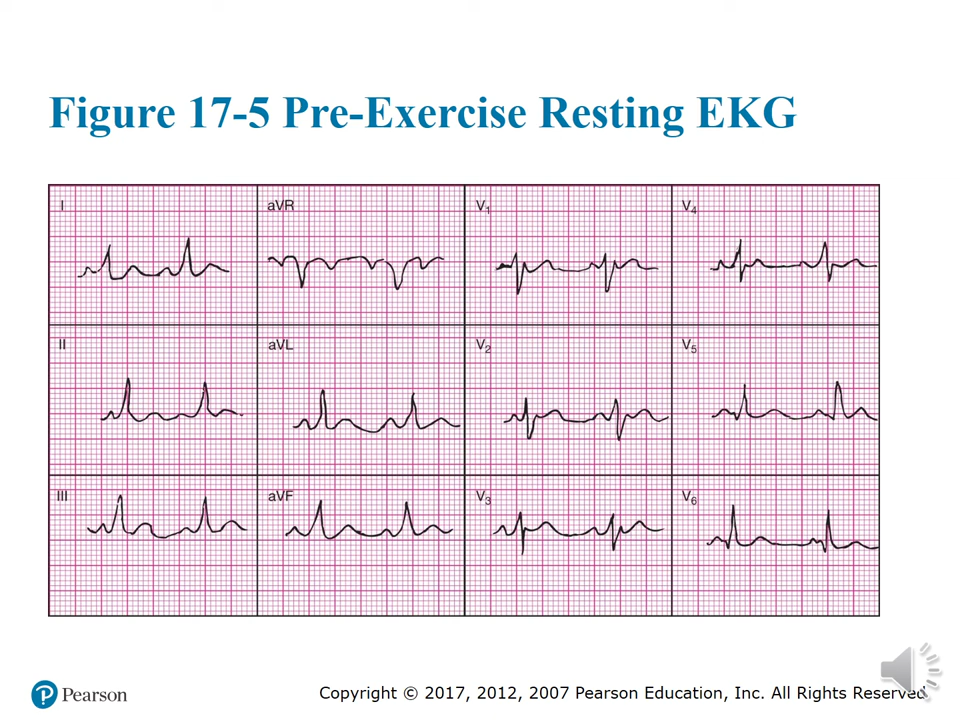 Figure 17-5 Pre-Exercise Resting EKG
I aVR V1 V4
II aVL V2 V5
III aVF V3 V6
Pearson
Copyright © 2017, 2012, 2007 Pearson Education, Inc. All Rights Reserved